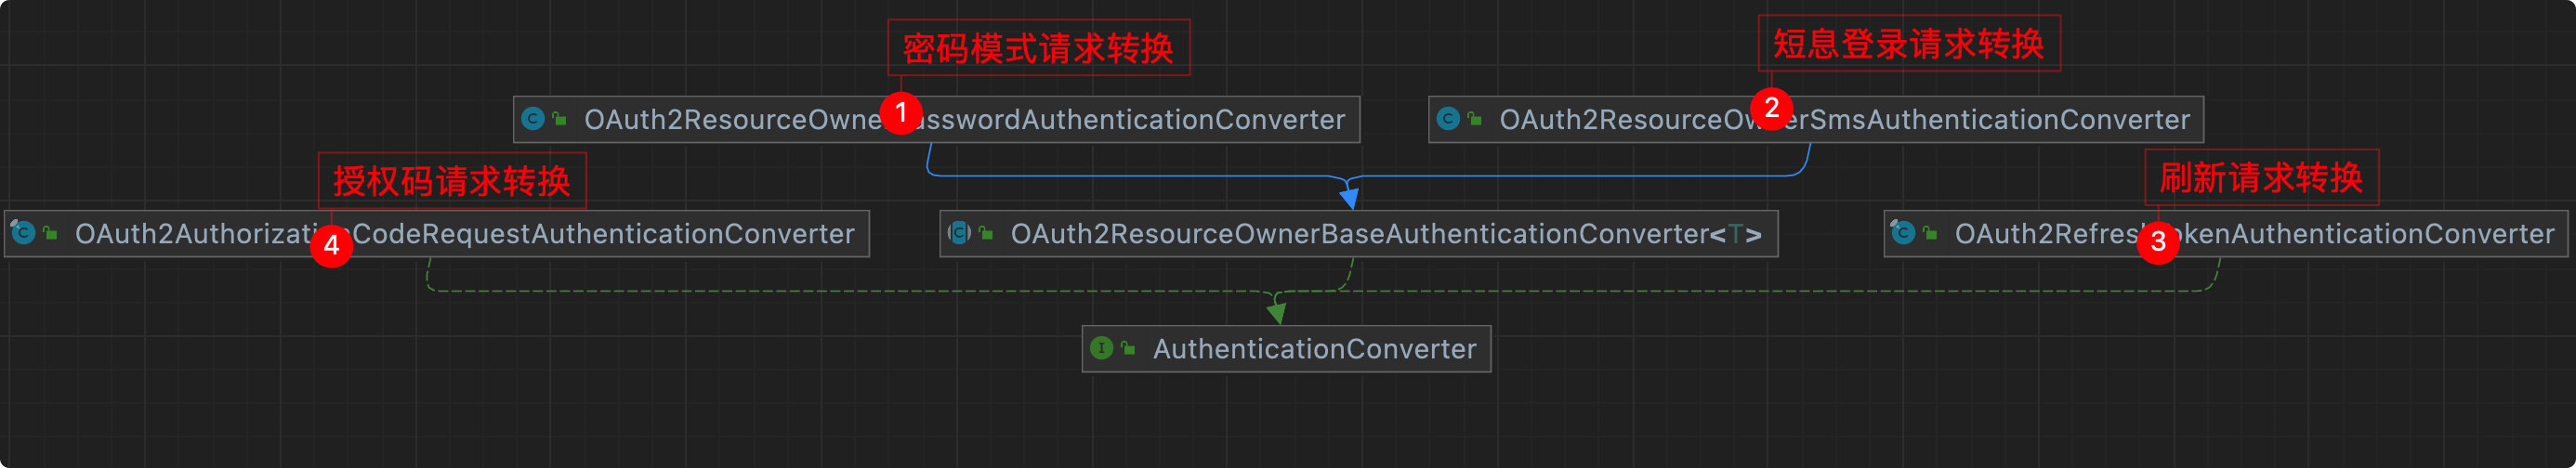 密码模式请求转换
短息登录请求转换
1
2
C OAuth2ResourceOwne asswordAuthenticationConverter
C OAuth2ResourceOw erSmsAuthenticationConverter
授权码请求转换
刷新请求转换
4
3
C OAuth2Authorizati CodeRequestAuthenticationConverter
C OAuth2ResourceOwnerBaseAuthenticationConverter<T>
C OAuth2Refres okenAuthenticationConverter
I AuthenticationConverter